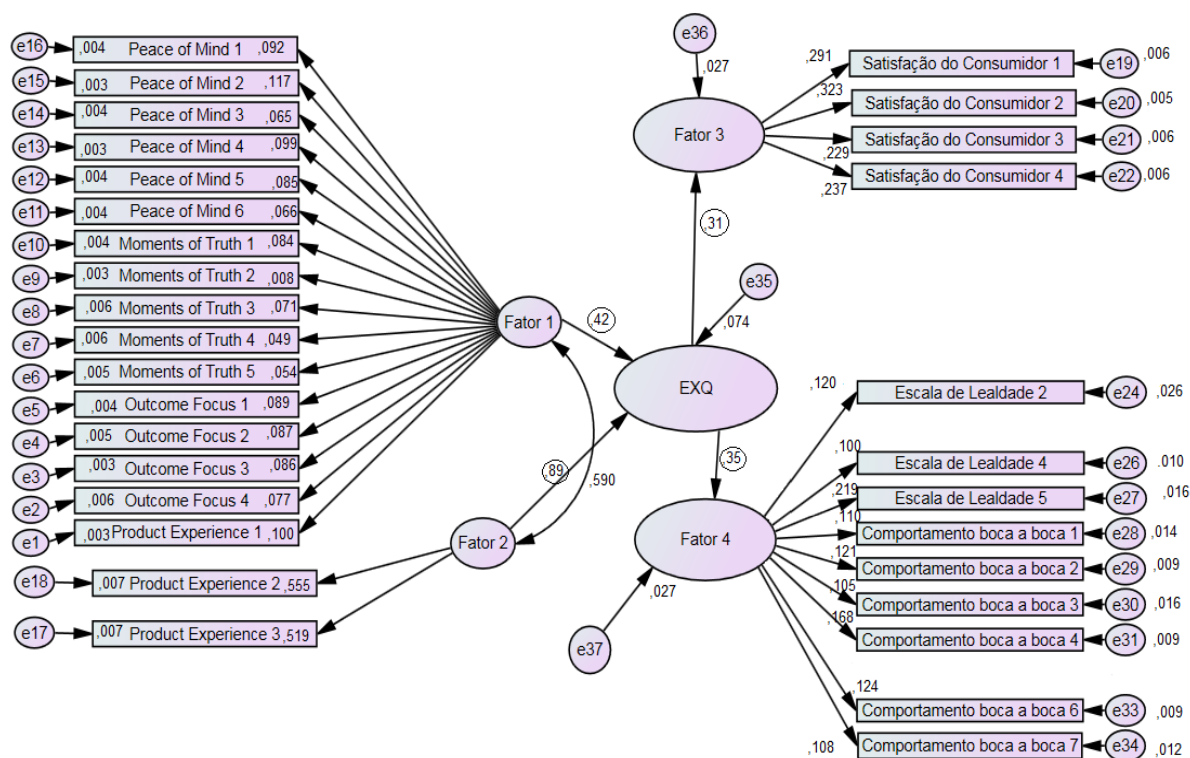 e16 ,004 Peace of Mind 1 ,092
e15 ,003 Peace of Mind 2 ,117
e14 ,004 Peace of Mind 3 ,065
e13 ,003 Peace of Mind 4 ,099
e12 ,004 Peace of Mind 5 ,085
e11 ,004 Peace of Mind 6 ,066
e10 ,004 Moments of Truth 1 ,084
e9 ,003 Moments of Truth 2 ,008
e8 ,006 Moments of Truth 3 ,071
e7 ,006 Moments of Truth 4 ,049
e6 ,005 Moments of Truth 5 ,054
e5 ,004 Outcome Focus 1 ,089
e4 ,005 Outcome Focus 2 ,087
e3 ,003 Outcome Focus 3 ,086
e2 ,006 Outcome Focus 4 ,077
e1 ,003 Product Experience 1 ,100
e18 ,007 Product Experience 2 ,555
e17 ,007 Product Experience 3 ,519
Fator 1
,42
Fator 2
,89
,590
EXQ
e35
,074
,31
,35
e36
,027
Fator 3
,291
Satisfação do Consumidor 1 e19 ,006
,323
Satisfação do Consumidor 2 e20 ,005
Satisfação do Consumidor 3 e21 ,006
,229
Satisfação do Consumidor 4 e22 ,006
,237
Fator 4
e37
,027
,120
Escala de Lealdade 2 e24 ,026
,100
Escala de Lealdade 4 e26 ,010
,219
Escala de Lealdade 5 e27 ,016
,110
Comportamento boca a boca 1 e28 ,014
,121
Comportamento boca a boca 2 e29 ,009
,105
Comportamento boca a boca 3 e30 ,016
,168
Comportamento boca a boca 4 e31 ,009
,124
Comportamento boca a boca 6 e33 ,009
,108
Comportamento boca a boca 7 e34 ,012